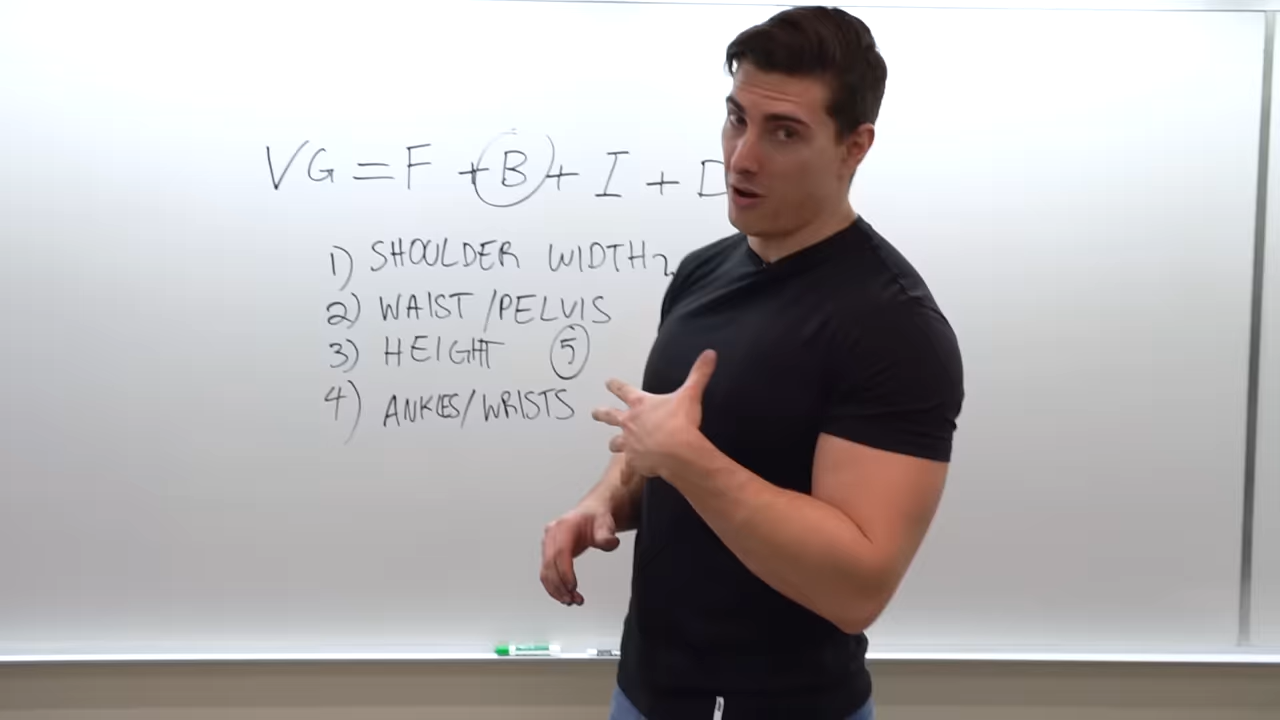 VG = F + B + I + D
1) SHOULDER WIDTH
2) WAIST/PELVIS
3) HEIGHT 5
4) ANKLES/WRISTS